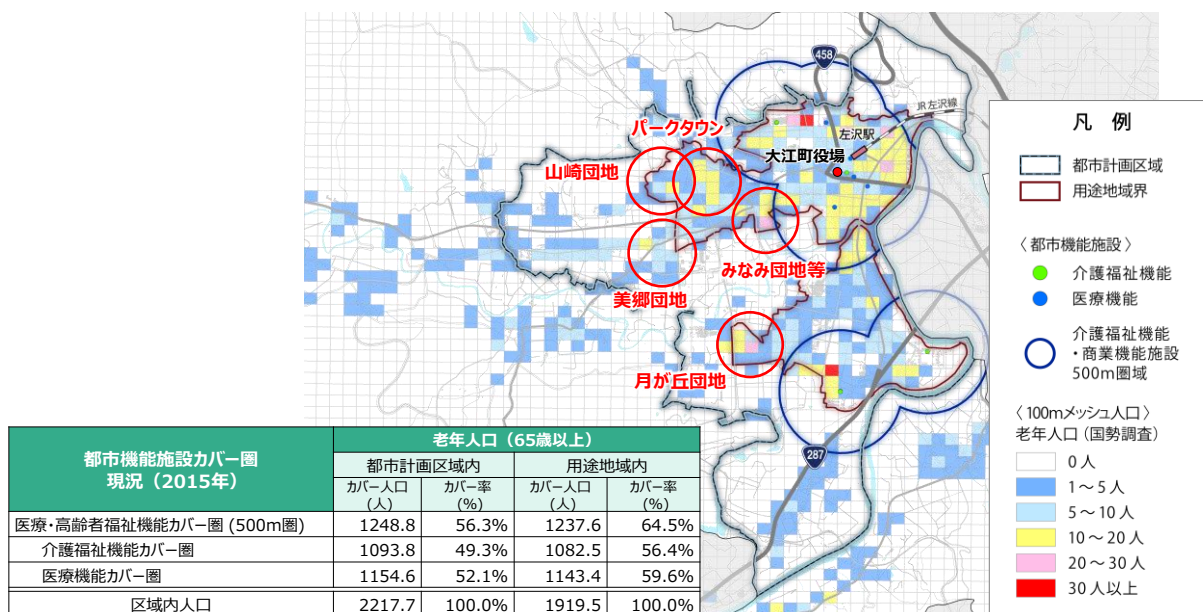 458
JR左沢線
左沢駅
大江町役場
パークタウン
山崎団地
みなみ団地等
美郷団地
月が丘団地
287
凡 例
都市計画区域
用途地域界
〈 都市機能施設 〉
介護福祉機能
医療機能
介護福祉機能
・商業機能施設
500m圏域
〈 100mメッシュ人口 〉
老年人口（国勢調査）
0 人
1～5 人
5～10 人
10～20 人
20～30 人
30 人以上
都市機能施設カバー圏
現況（2015年）
老年人口（65歳以上）
都市計画区域内 用途地域内
カバー人口 カバー率 カバー人口 カバー率
（人） (%) （人） (%)
医療・高齢者福祉機能カバー圏 (500m圏) 1248.8 56.3% 1237.6 64.5%
介護福祉機能カバー圏 1093.8 49.3% 1082.5 56.4%
医療機能カバー圏 1154.6 52.1% 1143.4 59.6%
区域内人口 2217.7 100.0% 1919.5 100.0%